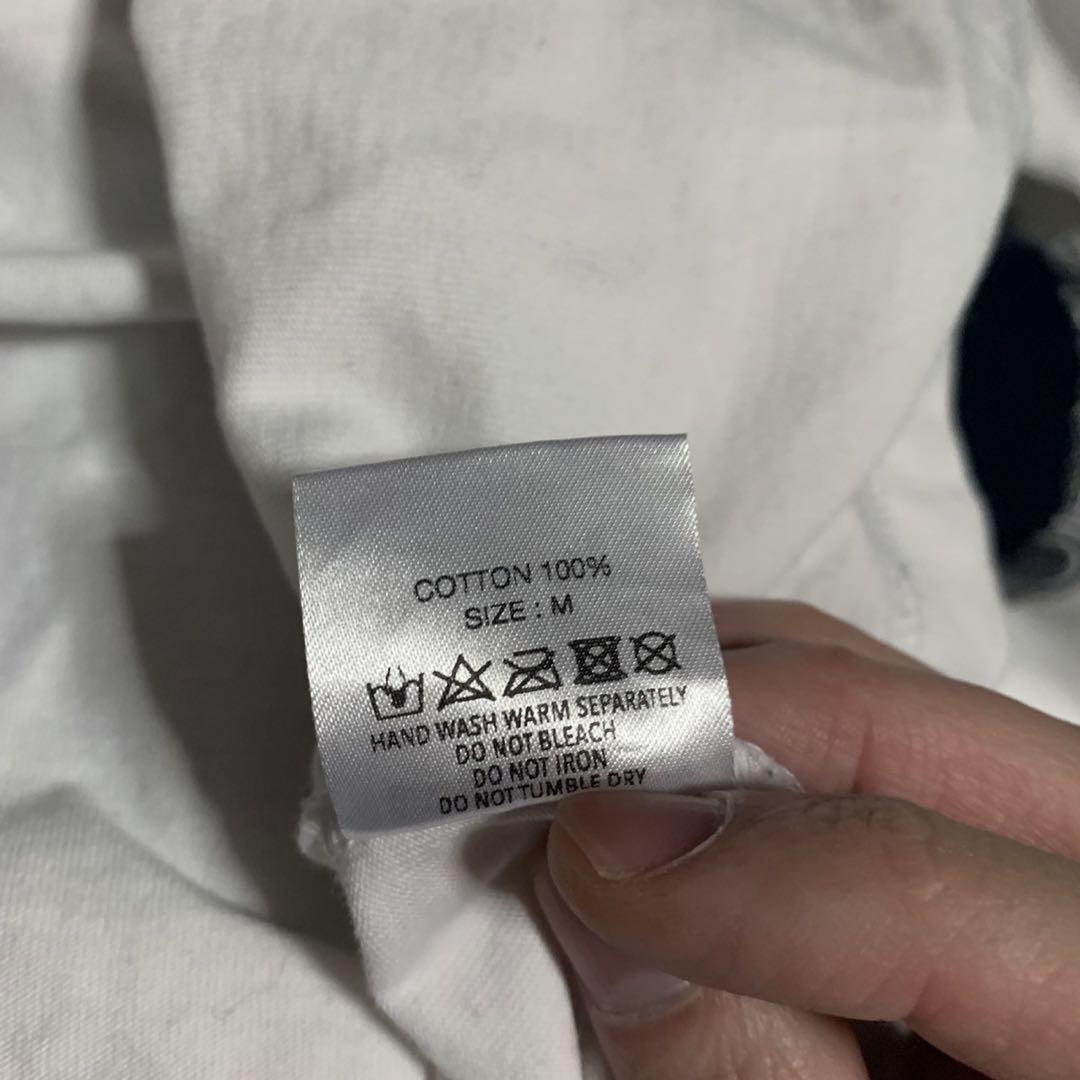 COTTON 100%
SIZE : M
HAND WASH WARM SEPARATELY
DO NOT BLEACH
DO NOT IRON
DO NOT TUMBLE DRY